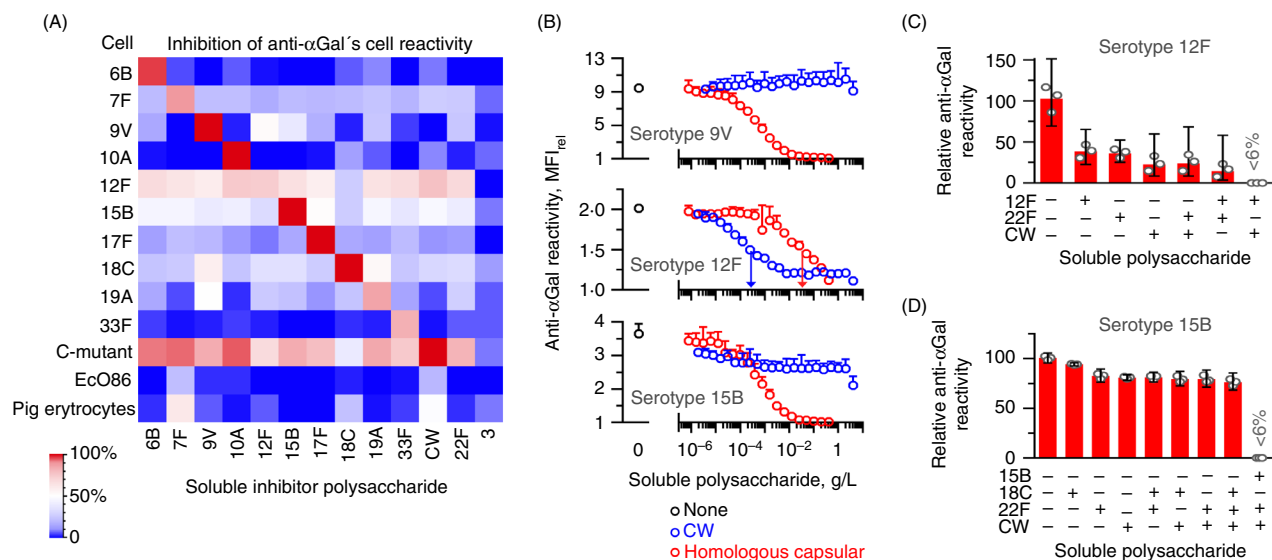 (A)
Cell
Inhibition of anti-αGal´s cell reactivity
6B
7F
9V
10A
12F
15B
17F
18C
19A
33F
C-mutant
EcO86
Pig erytrocytes
6B 7F 9V 10A 12F 15B 17F 18C 19A 33F CW 22F 3
100%
50%
0
Soluble inhibitor polysaccharide
(B)
Anti-αGal reactivity, MFIrel
13
11
9
7
5
3
1
Serotype 9V
2.0
1.5
1·0
Serotype 12F
4
3
2
1
Serotype 15B
0 10−6 10−4 10−2 1
Soluble polysaccharide, g/L
None
CW
Homologous capsular
(C)
Serotype 12F
Relative anti-αGal
reactivity
150
100
50
0
<6%
12F − + − − − + +
22F − − + − − + −
CW − − − + + − +
Soluble polysaccharide
(D)
Serotype 15B
Relative anti-αGal
reactivity
100
75
50
0
<6%
15B − − − − − − − − +
18C − + − − + + − + −
22F − − + − + − + + +
CW − − − + − + + + +
Soluble polysaccharide